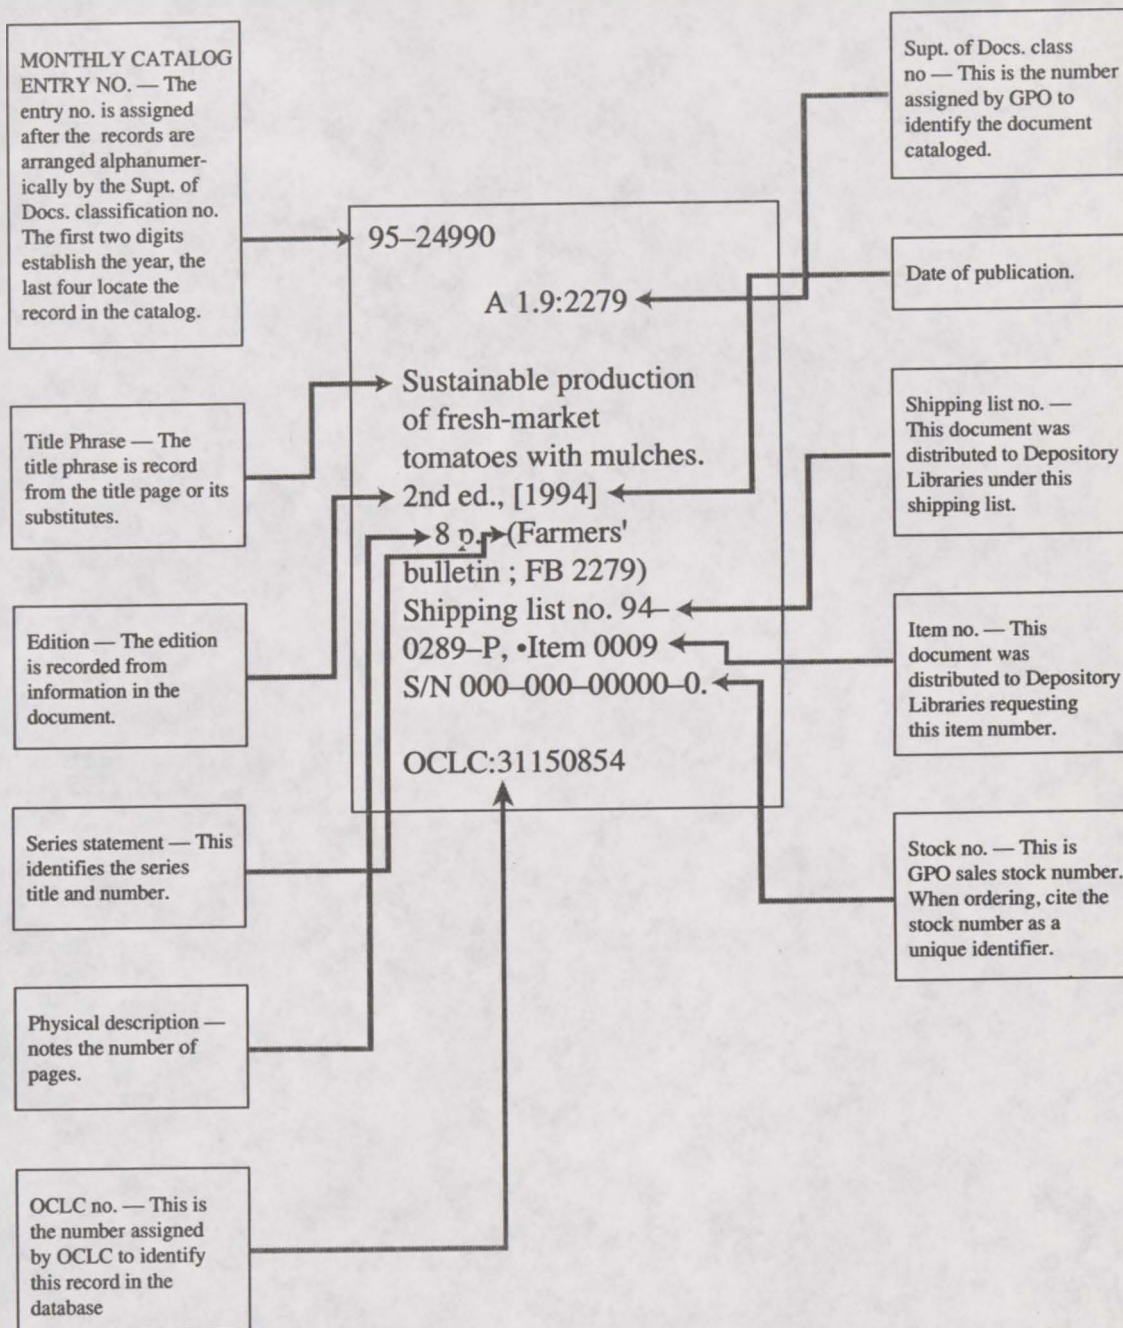 MONTHLY CATALOG
ENTRY NO. — The
entry no. is assigned
after the records are
arranged alphanumer-
ically by the Supt. of
Docs. classification no.
The first two digits
establish the year, the
last four locate the
record in the catalog.
Title Phrase — The
title phrase is record
from the title page or its
substitutes.
Edition — The edition
is recorded from
information in the
document.
Series statement — This
identifies the series
title and number.
Physical description —
notes the number of
pages.
OCLC no. — This is
the number assigned
by OCLC to identify
this record in the
database
95–24990
A 1.9:2279
Sustainable production
of fresh-market
tomatoes with mulches.
2nd ed., [1994]
8 p. (Farmers'
bulletin ; FB 2279)
Shipping list no. 94–
0289–P, •Item 0009
S/N 000–000–00000–0.
OCLC:31150854
Supt. of Docs. class
no — This is the number
assigned by GPO to
identify the document
cataloged.
Date of publication.
Shipping list no. —
This document was
distributed to Depository
Libraries under this
shipping list.
Item no. — This
document was
distributed to Depository
Libraries requesting
this item number.
Stock no. — This is
GPO sales stock number.
When ordering, cite the
stock number as a
unique identifier.